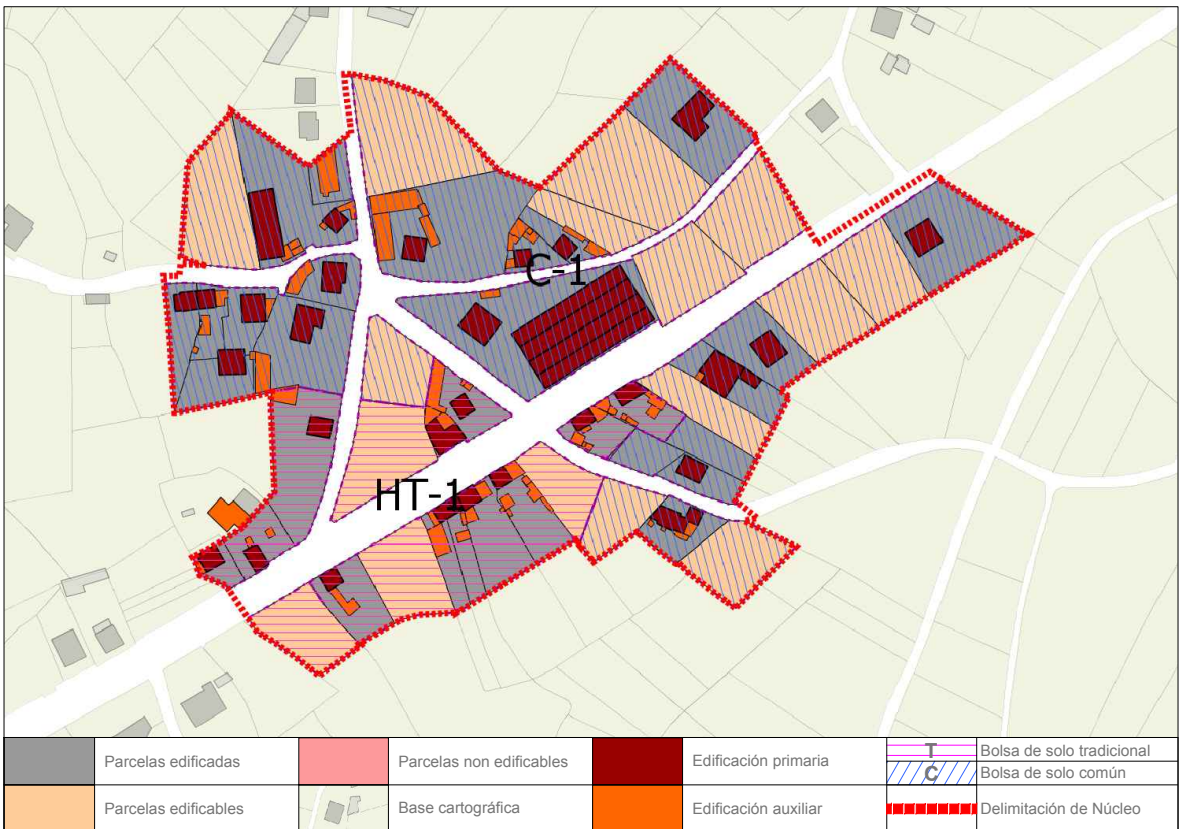 C-1
HT-1
Parcelas edificadas
Parcelas non edificables
Edificación primaria
T
Bolsa de solo tradicional
C
Bolsa de solo común
Parcelas edificables
Base cartográfica
Edificación auxiliar
Delimitación de Núcleo